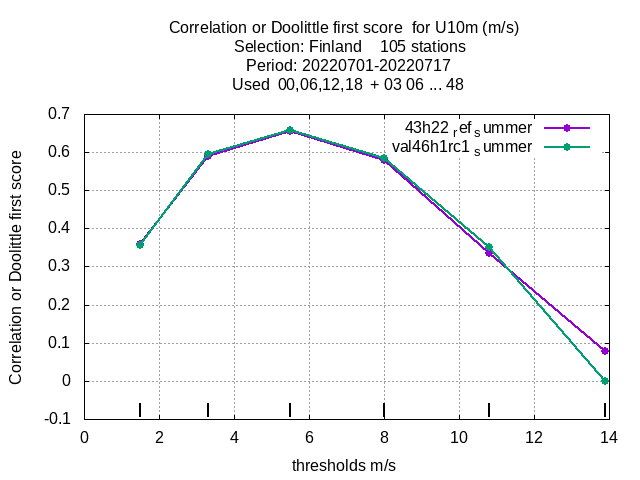 Correlation or Doolittle first score  for U10m (m/s)
Selection: Finland    105 stations
Period: 20220701-20220717
Used  00,06,12,18  + 03 06 ... 48
43h22 ref summer
val46h1rc1 summer
Correlation or Doolittle first score
0.7
0.6
0.5
0.4
0.3
0.2
0.1
0
-0.1
0 2 4 6 8 10 12 14
thresholds m/s